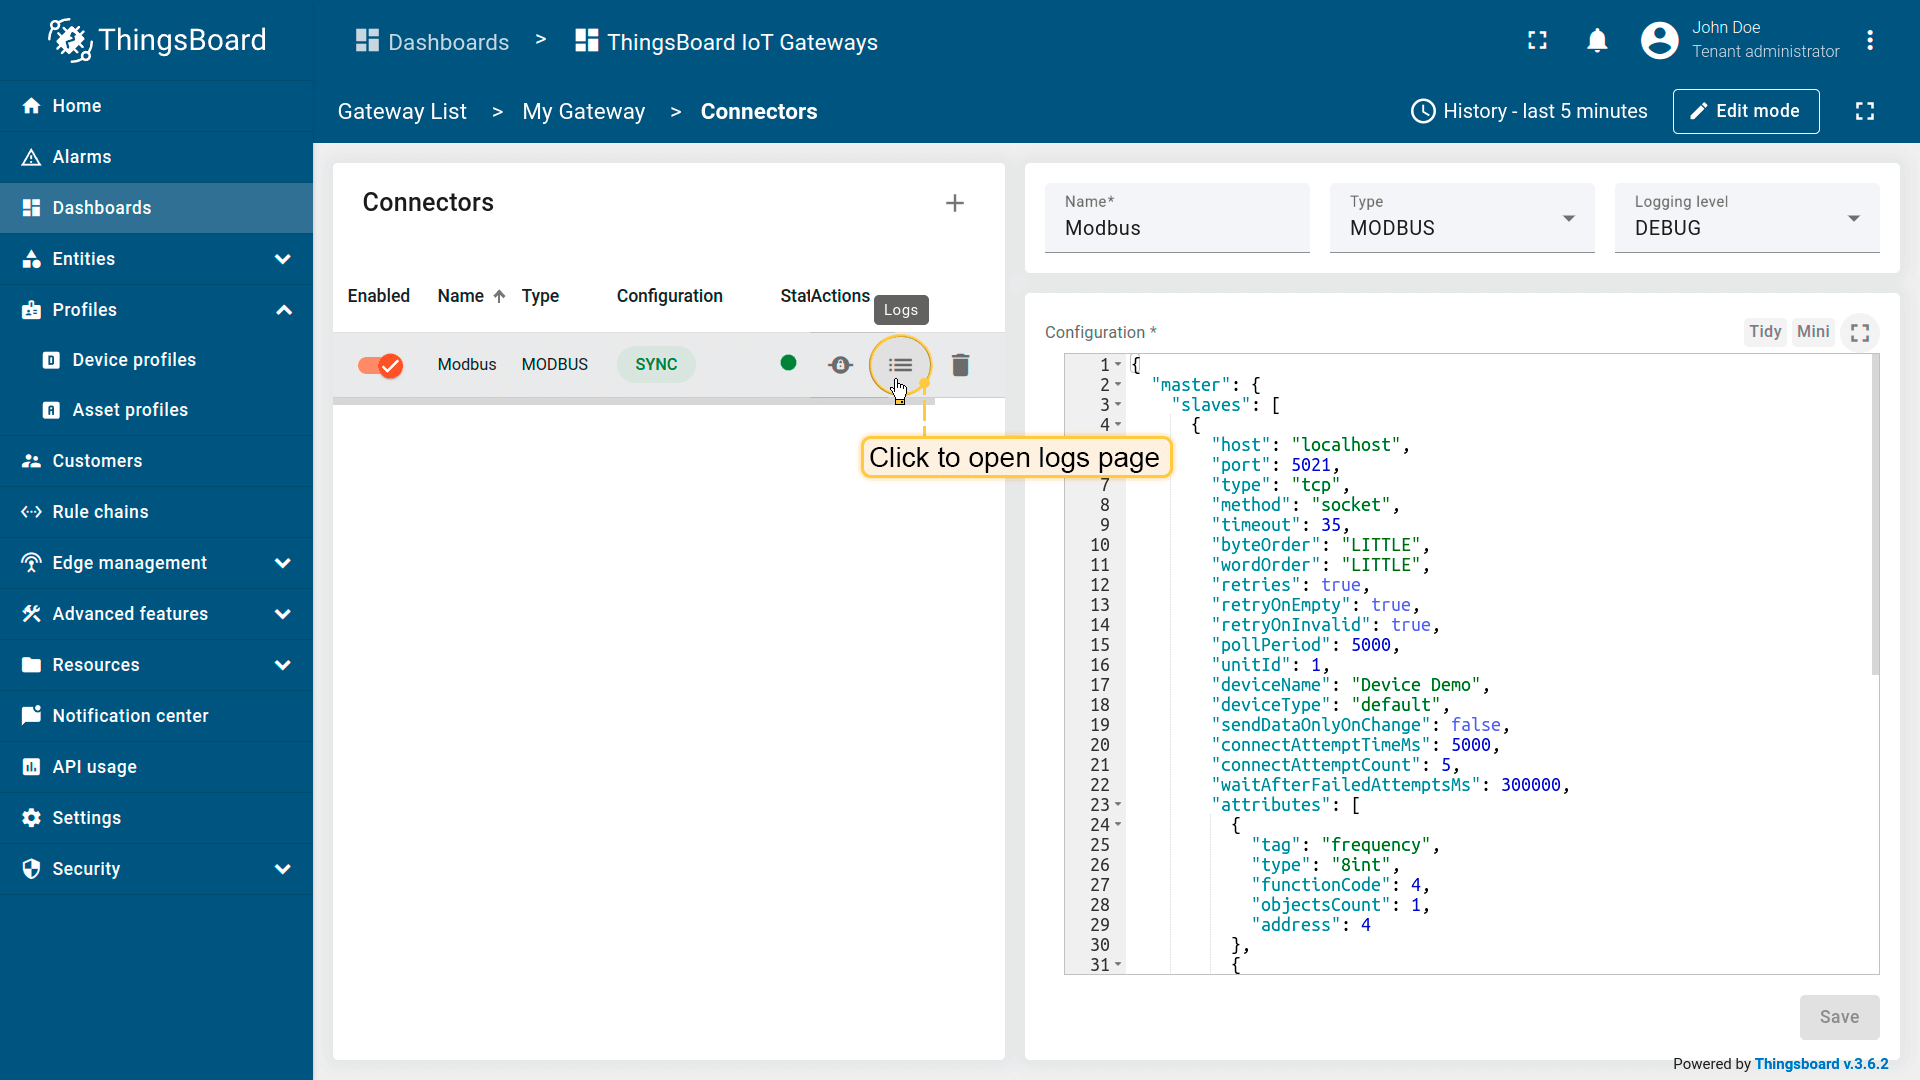 ThingsBoard
Dashboards > ThingsBoard IoT Gateways
John Doe
Tenant administrator
Gateway List > My Gateway > Connectors
History - last 5 minutes
Edit mode
Home
Alarms
Dashboards
Entities
Profiles
Device profiles
Asset profiles
Customers
Rule chains
Edge management
Advanced features
Resources
Notification center
API usage
Settings
Security
Connectors
Enabled Name Type Configuration Stat Actions
Logs
Modbus MODBUS SYNC
Click to open logs page
Name*
Modbus
Type
MODBUS
Logging level
DEBUG
Configuration *
Tidy Mini
1 {
2 "master": {
3 "slaves": [
4 {
"host": "localhost",
"port": 5021,
7 "type": "tcp",
8 "method": "socket",
9 "timeout": 35,
10 "byteOrder": "LITTLE",
11 "wordOrder": "LITTLE",
12 "retries": true,
13 "retryOnEmpty": true,
14 "retryOnInvalid": true,
15 "pollPeriod": 5000,
16 "unitId": 1,
17 "deviceName": "Device Demo",
18 "deviceType": "default",
19 "sendDataOnlyOnChange": false,
20 "connectAttemptTimeMs": 5000,
21 "connectAttemptCount": 5,
22 "waitAfterFailedAttemptsMs": 300000,
23 "attributes": [
24 {
25 "tag": "frequency",
26 "type": "8int",
27 "functionCode": 4,
28 "objectsCount": 1,
29 "address": 4
30 },
31 {
Save
Powered by Thingsboard v.3.6.2